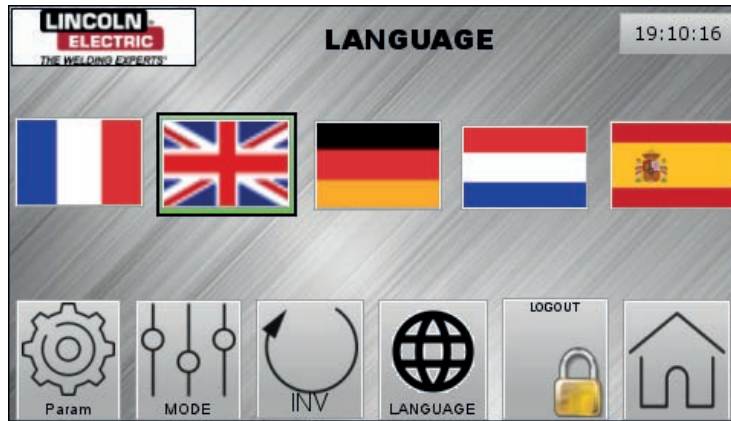 LINCOLN
ELECTRIC
THE WELDING EXPERTS®
LANGUAGE
19:10:16
Param
MODE
INV
LANGUAGE
LOGOUT